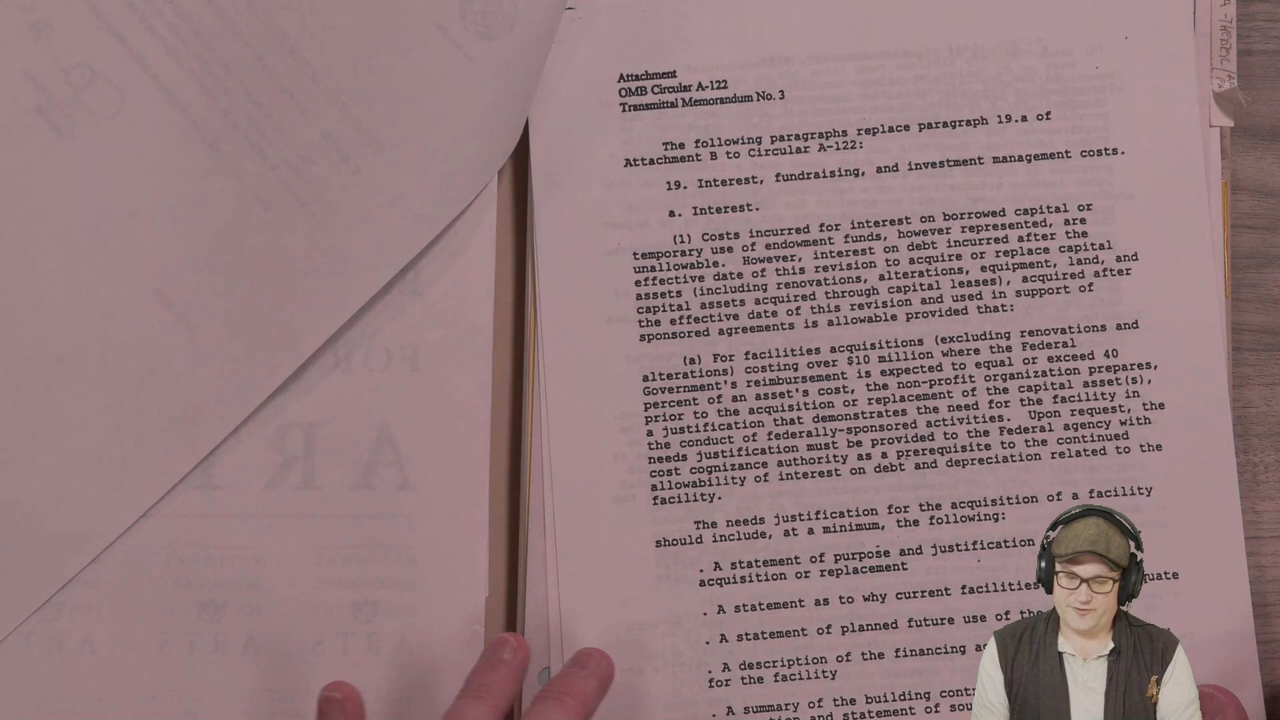 Attachment
OMB Circular A-122
Transmittal Memorandum No. 3
The following paragraphs replace paragraph 19.a of
Attachment B to Circular A-122:
19. Interest, fundraising, and investment management costs.
a. Interest.
(1) Costs incurred for interest on borrowed capital or
temporary use of endowment funds, however represented, are
unallowable. However, interest on debt incurred after the
effective date of this revision to acquire or replace capital
assets (including renovations, alterations, equipment, land, and
capital assets acquired through capital leases), acquired after
the effective date of this revision and used in support of
sponsored agreements is allowable provided that:
(a) For facilities acquisitions (excluding renovations and
alterations) costing over $10 million where the Federal
Government's reimbursement is expected to equal or exceed 40
percent of an asset's cost, the non-profit organization prepares,
prior to the acquisition or replacement of the capital asset(s),
a justification that demonstrates the need for the facility in
the conduct of federally-sponsored activities. Upon request, the
needs justification must be provided to the Federal agency with
cost cognizance authority as a prerequisite to the continued
allowability of interest on debt and depreciation related to the
facility.
The needs justification for the acquisition of a facility
should include, at a minimum, the following:
. A statement of purpose and justification
acquisition or replacement
. A statement as to why current facilities
. A statement of planned future use of the
. A description of the financing
for the facility
. A summary of the building
and statement of